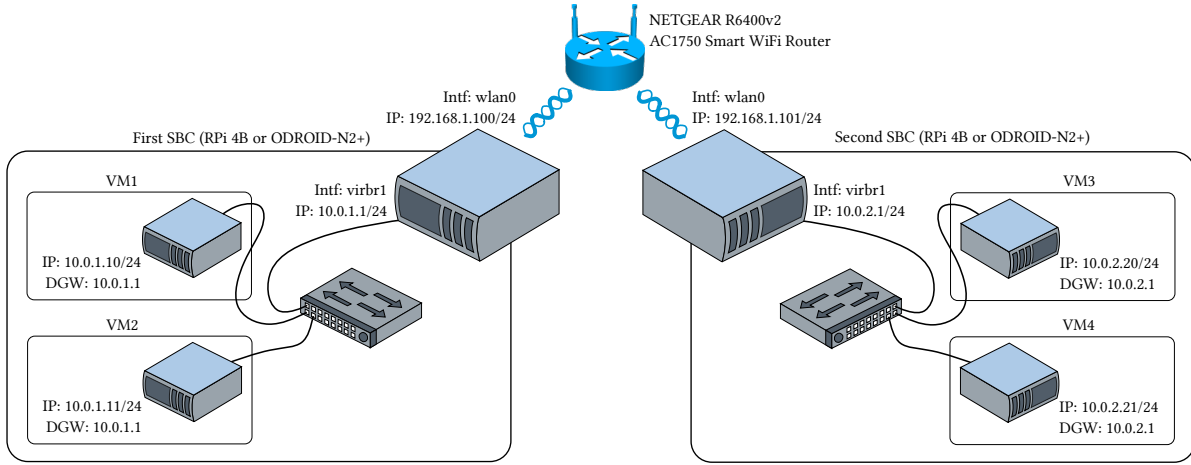 NETGEAR R6400v2
AC1750 Smart WiFi Router
Intf: wlan0
IP: 192.168.1.100/24
Intf: wlan0
IP: 192.168.1.101/24
First SBC (RPi 4B or ODROID-N2+)
Second SBC (RPi 4B or ODROID-N2+)
VM1
Intf: virbr1
IP: 10.0.1.1/24
IP: 10.0.1.10/24
DGW: 10.0.1.1
VM2
IP: 10.0.1.11/24
DGW: 10.0.1.1
Intf: virbr1
IP: 10.0.2.1/24
VM3
IP: 10.0.2.20/24
DGW: 10.0.2.1
VM4
IP: 10.0.2.21/24
DGW: 10.0.2.1